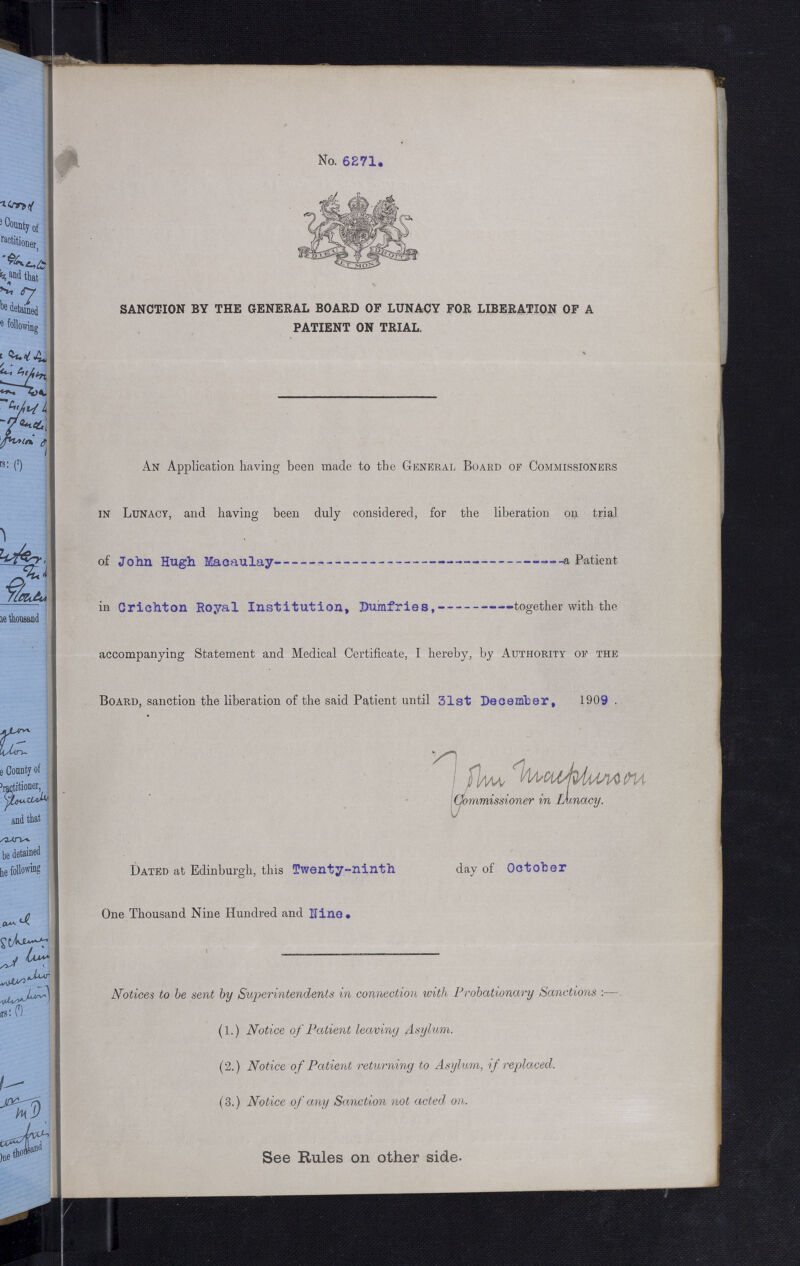 No. 6271.
DIEU ET MON DROIT
SANCTION BY THE GENERAL BOARD OF LUNACY FOR LIBERATION OF A
PATIENT ON TRIAL.
AN Application having been made to the GENERAL BOARD OF COMMISSIONERS
IN LUNACY, and having been duly considered, for the liberation on trial
of John Hugh Macaulay-----------------------------------a Patient
in Crichton Royal Institution, Dumfries,---------together with the
accompanying Statement and Medical Certificate, I hereby, by AUTHORITY OF THE
BOARD, sanction the liberation of the said Patient until 31st December, 1909 .
John Macpherson
Commissioner in Lunacy.
DATED at Edinburgh, this Twenty-ninth day of October
One Thousand Nine Hundred and Nine.
Notices to be sent by Superintendents in connection with Probationary Sanctions :—
(1.) Notice of Patient leaving Asylum.
(2.) Notice of Patient returning to Asylum, if replaced.
(3.) Notice of any Sanction not acted on.
See Rules on other side.
County of
and that
be detained
following
thousand
County of
and that
be detained
following
M D
thousand